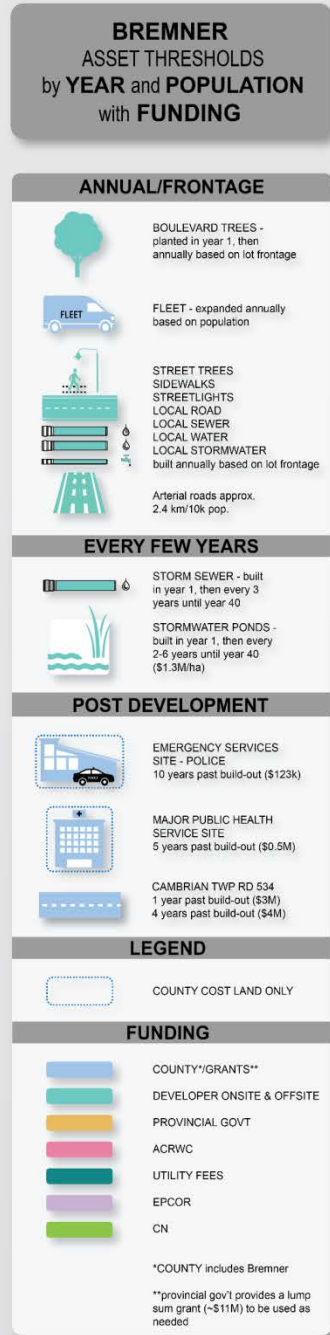 BREMNER
ASSET THRESHOLDS
by YEAR and POPULATION
with FUNDING
ANNUAL/FRONTAGE
BOULEVARD TREES -
planted in year 1, then
annually based on lot frontage
FLEET
FLEET - expanded annually
based on population
STREET TREES
SIDEWALKS
STREETLIGHTS
LOCAL ROAD
LOCAL SEWER
LOCAL WATER
LOCAL STORMWATER
built annually based on lot frontage
Arterial roads approx.
2.4 km/10k pop.
EVERY FEW YEARS
STORM SEWER - built
in year 1, then every 3
years until year 40
STORMWATER PONDS -
built in year 1, then every
2-6 years until year 40
($1.3M/ha)
POST DEVELOPMENT
EMERGENCY SERVICES
SITE - POLICE
10 years past build-out ($123k)
MAJOR PUBLIC HEALTH
SERVICE SITE
5 years past build-out ($0.5M)
CAMBRIAN TWP RD 534
1 year past build-out ($3M)
4 years past build-out ($4M)
LEGEND
COUNTY COST LAND ONLY
FUNDING
COUNTY*/GRANTS**
DEVELOPER ONSITE & OFFSITE
PROVINCIAL GOVT
ACRWC
UTILITY FEES
EPCOR
CN
*COUNTY includes Bremner
**provincial gov't provides a lump
sum grant (~$11M) to be used as
needed